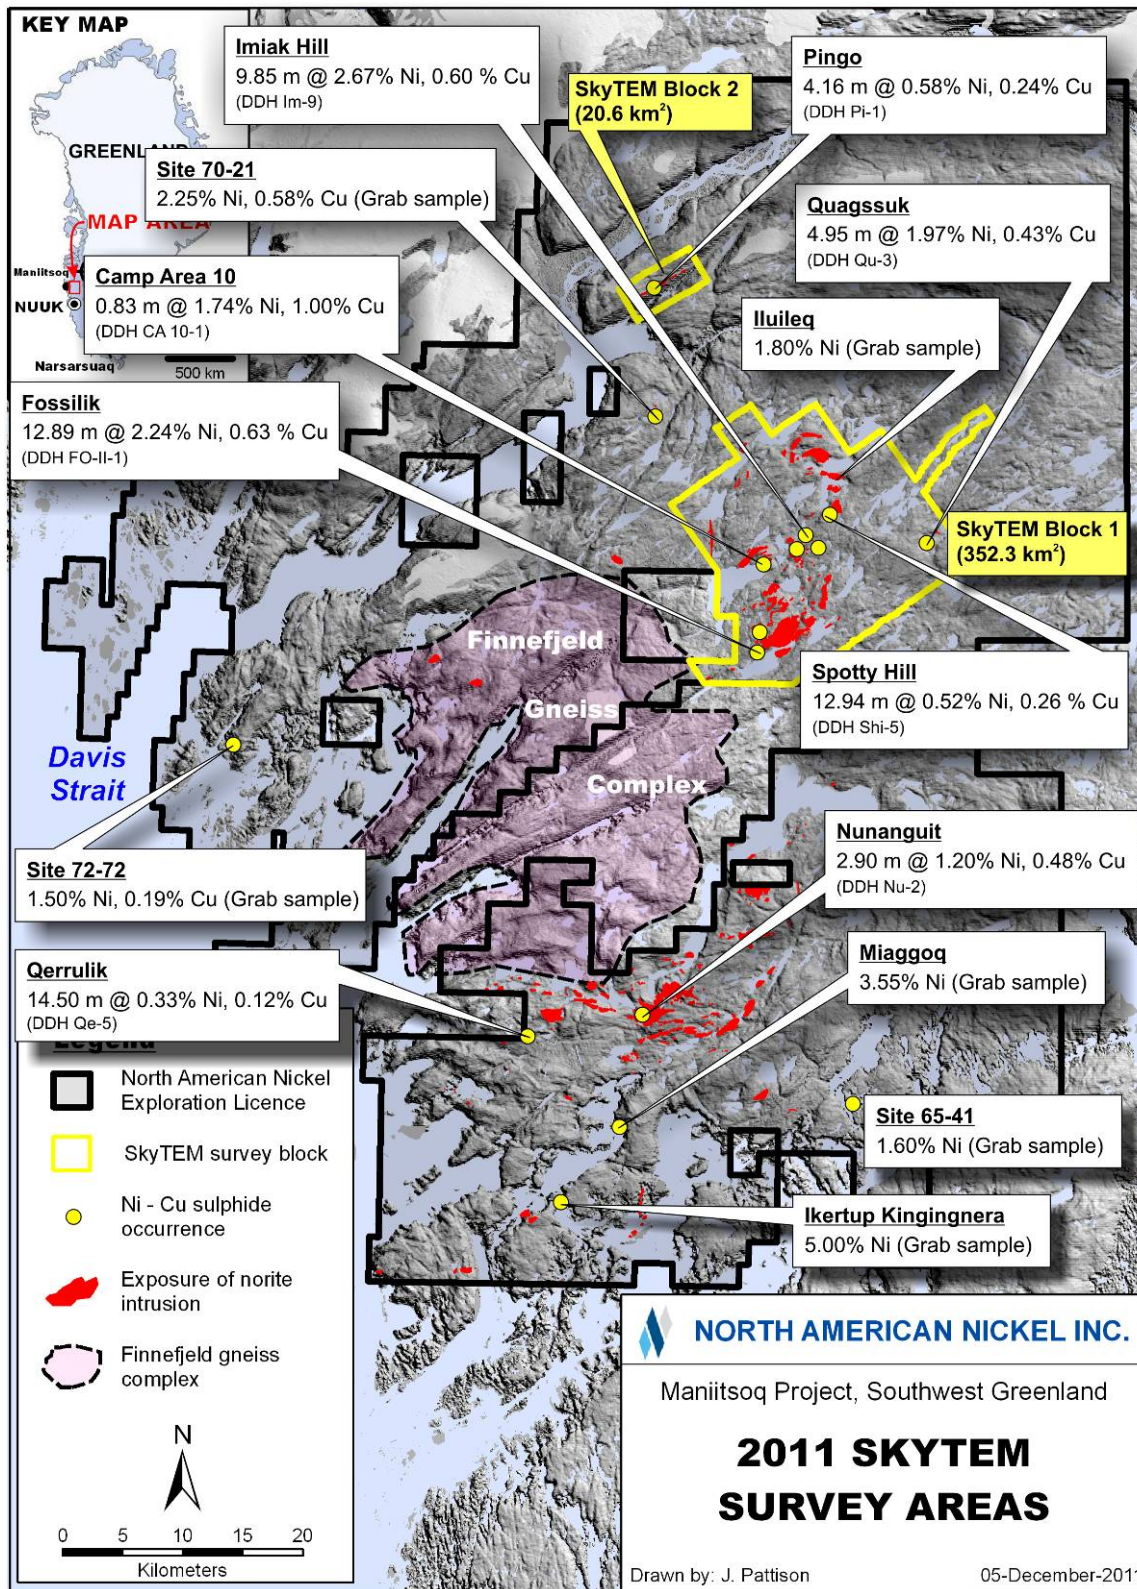 KEY MAP
GREENLAND
MAP AREA
Maniitsoq
NUUK
Narsarsuaq
500 km
Imiak Hill
9.85 m @ 2.67% Ni, 0.60 % Cu
(DDH Im-9)
SkyTEM Block 2
(20.6 km²)
Pingo
4.16 m @ 0.58% Ni, 0.24% Cu
(DDH Pi-1)
Site 70-21
2.25% Ni, 0.58% Cu (Grab sample)
Quagssuk
4.95 m @ 1.97% Ni, 0.43% Cu
(DDH Qu-3)
Camp Area 10
0.83 m @ 1.74% Ni, 1.00% Cu
(DDH CA 10-1)
Iluileq
1.80% Ni (Grab sample)
Fossilik
12.89 m @ 2.24% Ni, 0.63 % Cu
(DDH FO-II-1)
SkyTEM Block 1
(352.3 km²)
Finnefjeld
Gneiss
Complex
Spotty Hill
12.94 m @ 0.52% Ni, 0.26 % Cu
(DDH Shi-5)
Davis
Strait
Site 72-72
1.50% Ni, 0.19% Cu (Grab sample)
Nunanguit
2.90 m @ 1.20% Ni, 0.48% Cu
(DDH Nu-2)
Qerrulik
14.50 m @ 0.33% Ni, 0.12% Cu
(DDH Qe-5)
Miaggoq
3.55% Ni (Grab sample)
Site 65-41
1.60% Ni (Grab sample)
Ikertup Kingingnera
5.00% Ni (Grab sample)
Legend
North American Nickel
Exploration Licence
SkyTEM survey block
Ni - Cu sulphide
occurrence
Exposure of norite
intrusion
Finnefjeld gneiss
complex
N
0 5 10 15 20
Kilometers
NORTH AMERICAN NICKEL INC.
Maniitsoq Project, Southwest Greenland
2011 SKYTEM
SURVEY AREAS
Drawn by: J. Pattison
05-December-2011